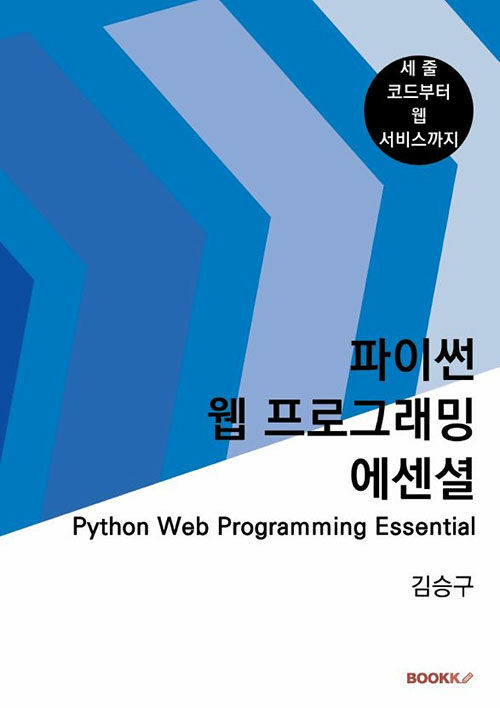 세 줄
코드부터
웹
서비스까지
파이썬
웹 프로그래밍
에센셜
Python Web Programming Essential
김승구
BOOKK